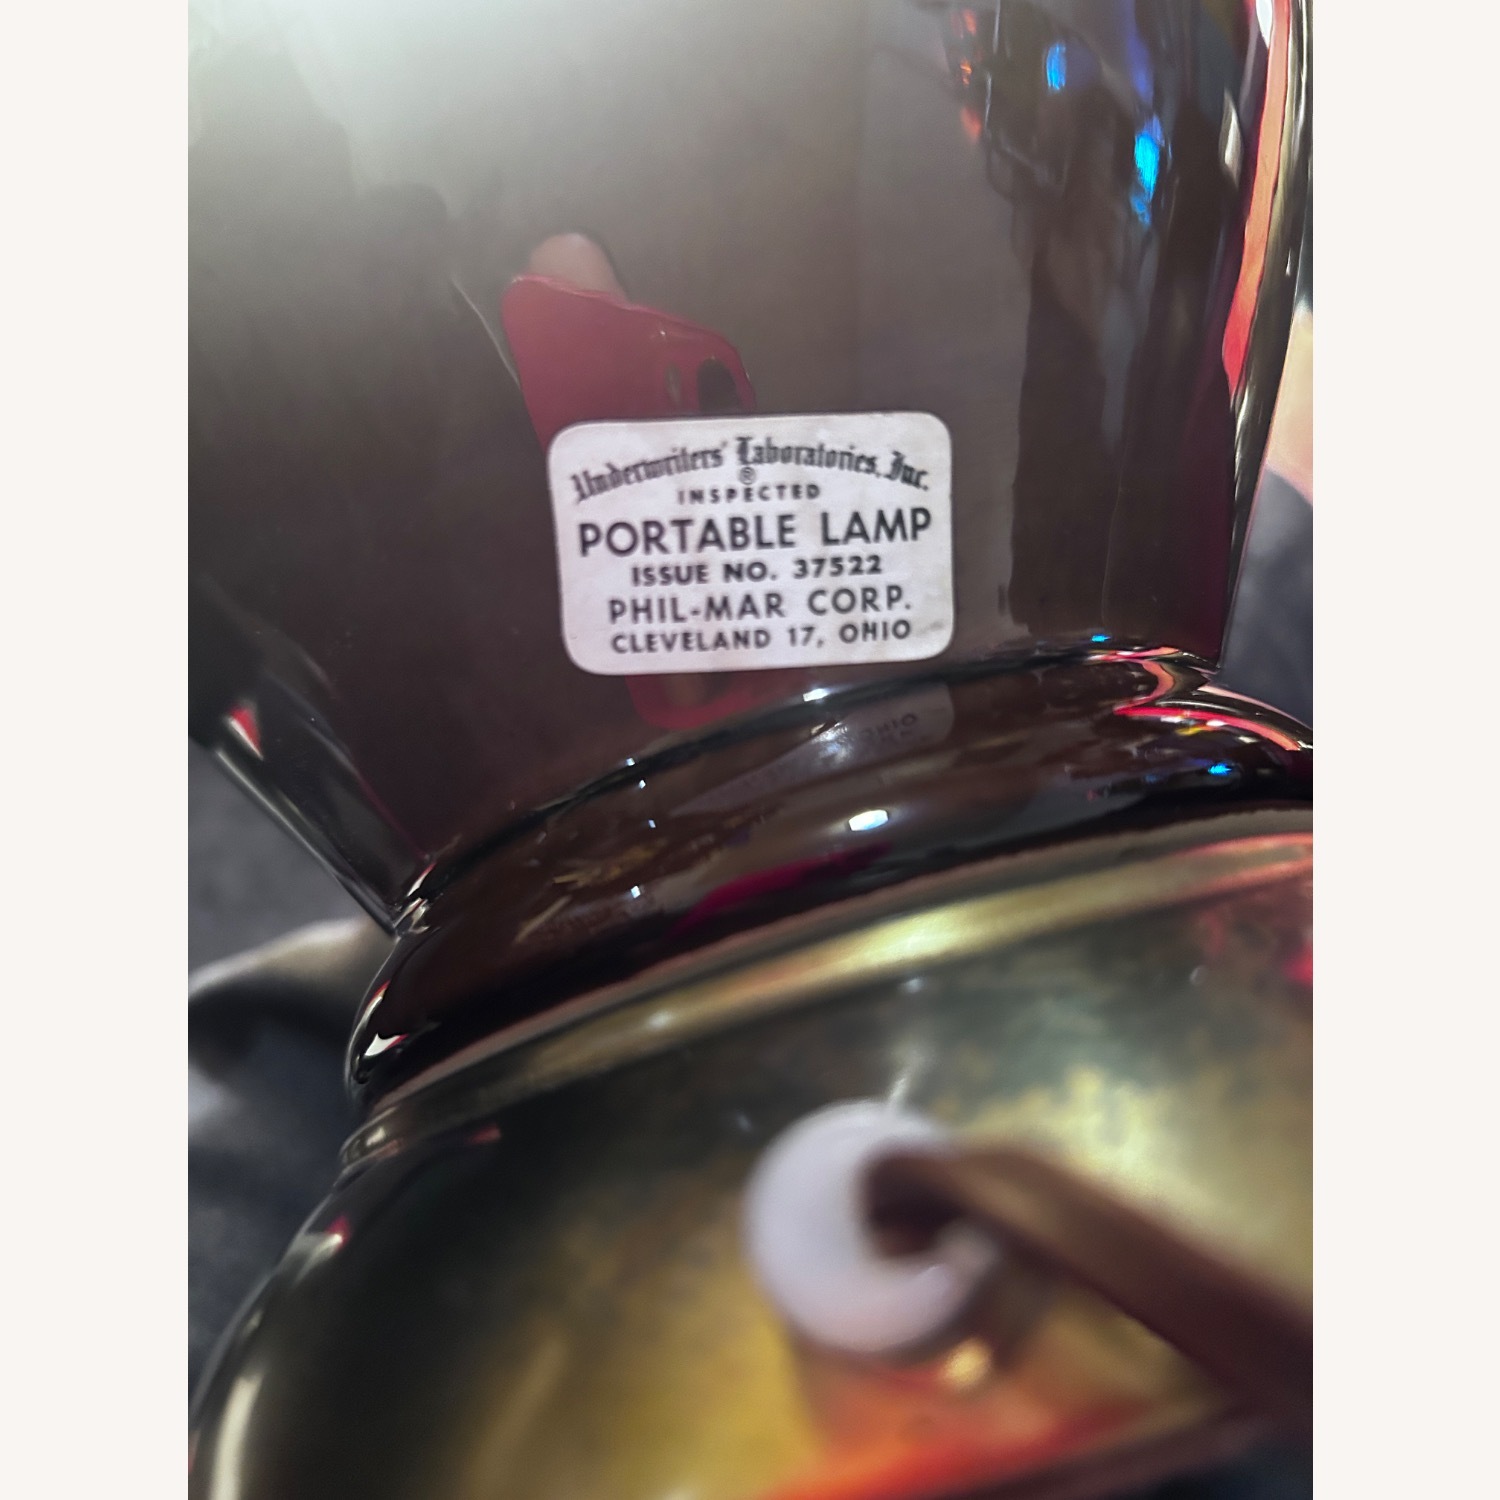 Underwriters' Laboratories, Inc.
®
INSPECTED
PORTABLE LAMP
ISSUE NO. 37522
PHIL-MAR CORP.
CLEVELAND 17, OHIO